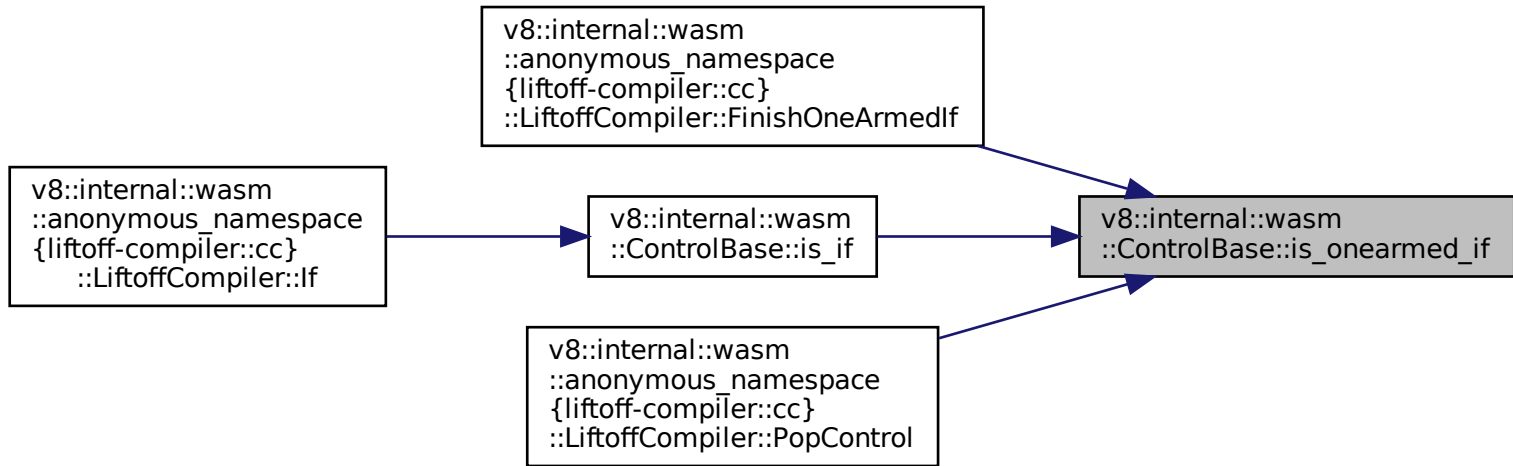 v8::internal::wasm
::anonymous_namespace
{liftoff-compiler::cc}
::LiftoffCompiler::FinishOneArmedIf
v8::internal::wasm
::anonymous_namespace
{liftoff-compiler::cc}
::LiftoffCompiler::If
v8::internal::wasm
::ControlBase::is_if
v8::internal::wasm
::ControlBase::is_onearmed_if
v8::internal::wasm
::anonymous_namespace
{liftoff-compiler::cc}
::LiftoffCompiler::PopControl